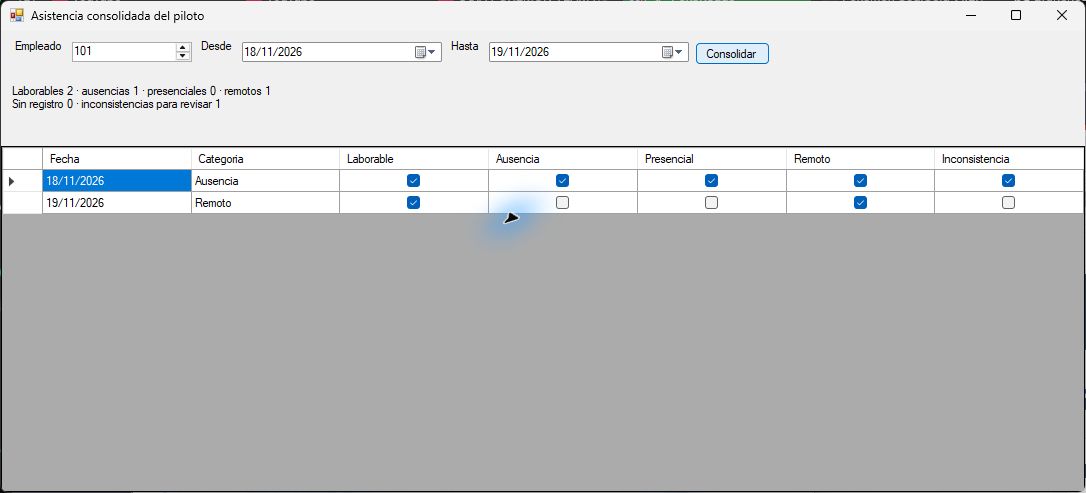 Asistencia consolidada del piloto
Empleado 101 Desde 18/11/2026 Hasta 19/11/2026 Consolidar
Laborables 2 · ausencias 1 · presenciales 0 · remotos 1
Sin registro 0 · inconsistencias para revisar 1
Fecha Categoria Laborable Ausencia Presencial Remoto Inconsistencia
18/11/2026 Ausencia
19/11/2026 Remoto